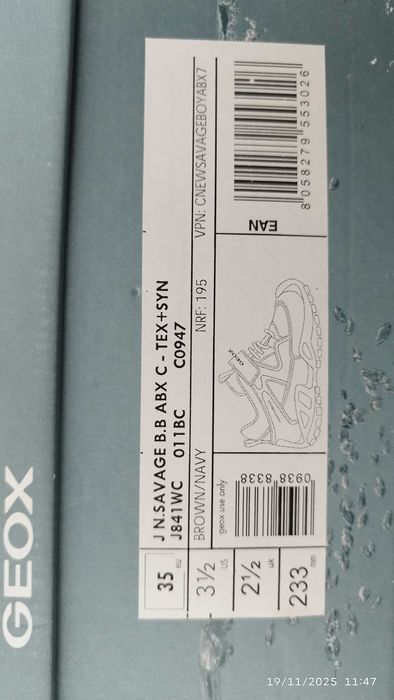 GEOX
J N.SAVAGE B.B ABX C - TEX+SYN
J841WC 011BC C0947
BROWN/NAVY NRF: 195 VPN: CNEWSAVAGEBOYABX7
geox use only
0938 8338
GEOX
EAN
8 058279 553026
35 eu
3½ US
2½ uk
233 mm
19/11/2025 11:47